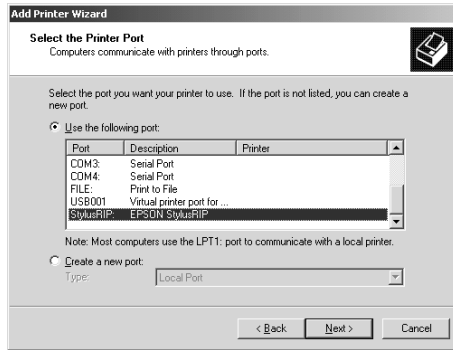 Add Printer Wizard
Select the Printer Port
Computers communicate with printers through ports.
Select the port you want your printer to use. If the port is not listed, you can create a
new port.
Use the following port:
Port Description Printer
COM3: Serial Port
COM4: Serial Port
FILE: Print to File
USB001 Virtual printer port for ...
StylusRIP: EPSON StylusRIP
Note: Most computers use the LPT1: port to communicate with a local printer.
Create a new port:
Type: Local Port
< Back Next > Cancel